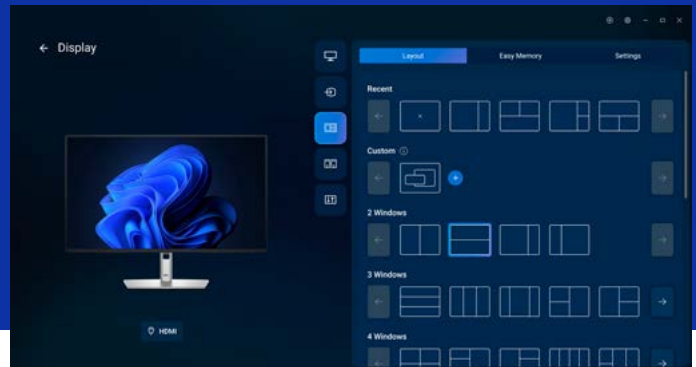 ← Display
Layout
Easy Memory
Settings
Recent
Custom
2 Windows
3 Windows
4 Windows
HDMI